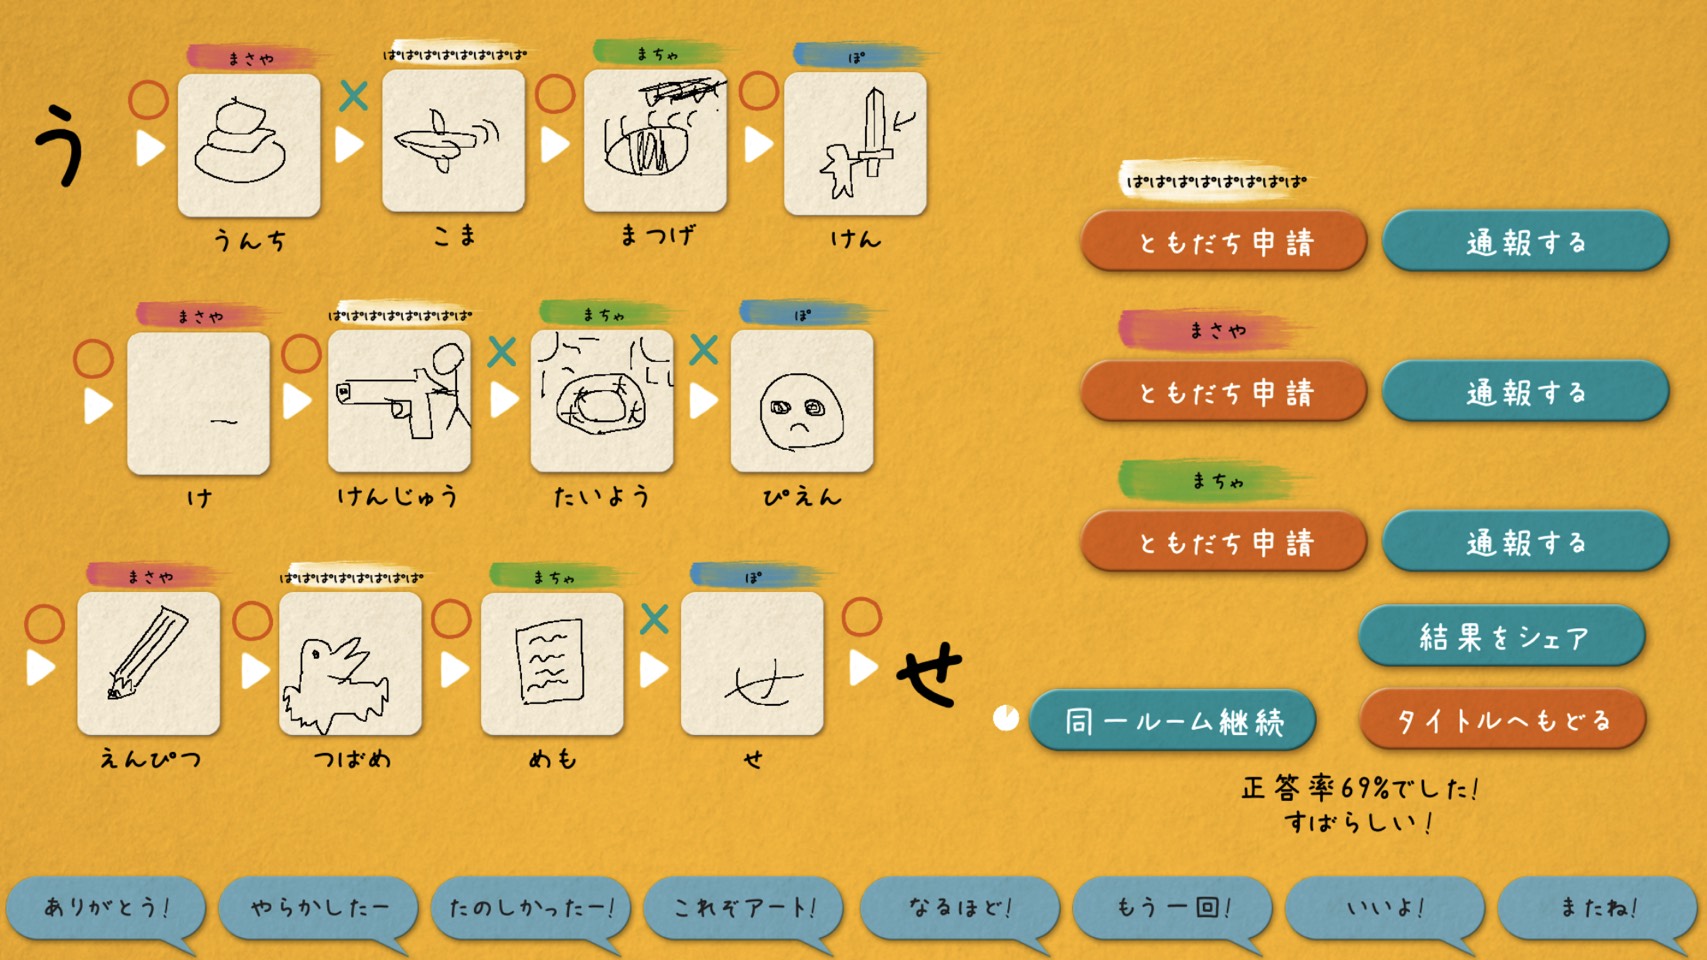 う
まさや
ぱぱぱぱぱぱぱぱ
まちゃ
ぽ
うんち
こま
まつげ
けん
まさや
ぱぱぱぱぱぱぱぱ
まちゃ
ぽ
け
けんじゅう
たいよう
ぴえん
まさや
ぱぱぱぱぱぱぱぱ
まちゃ
ぽ
せ
えんぴつ
つばめ
めも
せ
せ
ぱぱぱぱぱぱぱぱ
ともだち申請 通報する
まさや
ともだち申請 通報する
まちゃ
ともだち申請 通報する
結果をシェア
同一ルーム継続 タイトルへもどる
正答率69%でした!
すばらしい!
ありがとう! やらかしたー たのしかったー! これぞアート! なるほど! もう一回! いいよ! またね!